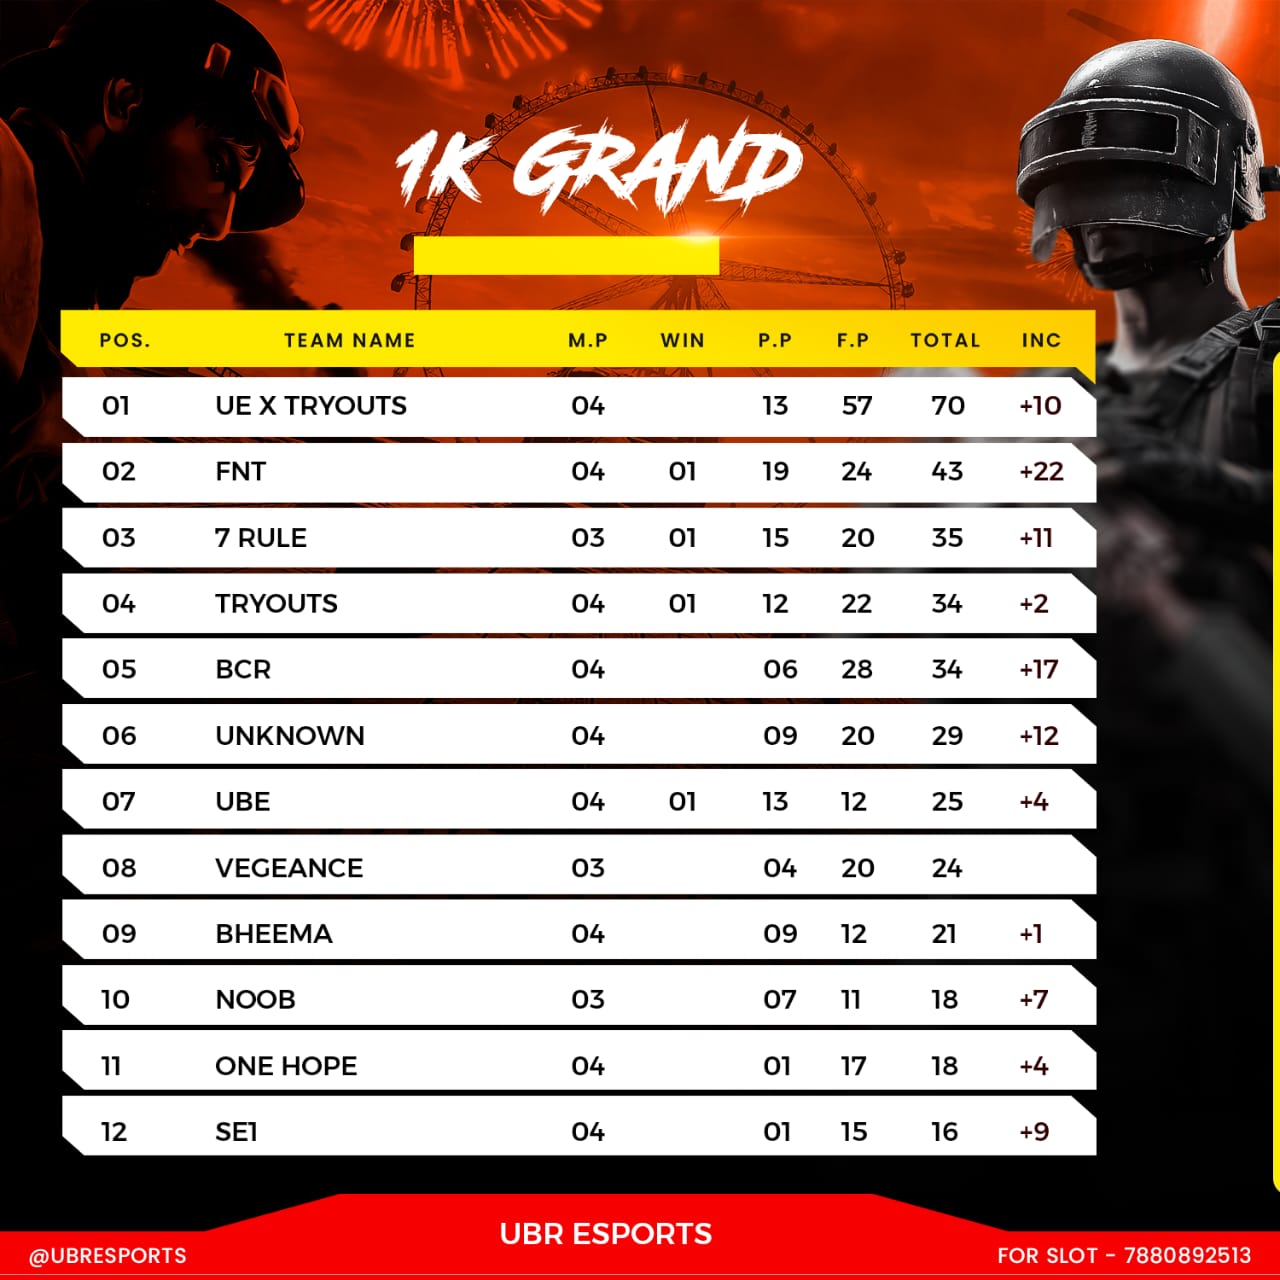 1K GRAND
POS. TEAM NAME M.P WIN P.P F.P TOTAL INC
01 UE X TRYOUTS 04 13 57 70 +10
02 FNT 04 01 19 24 43 +22
03 7 RULE 03 01 15 20 35 +11
04 TRYOUTS 04 01 12 22 34 +2
05 BCR 04 06 28 34 +17
06 UNKNOWN 04 09 20 29 +12
07 UBE 04 01 13 12 25 +4
08 VEGEANCE 03 04 20 24
09 BHEEMA 04 09 12 21 +1
10 NOOB 03 07 11 18 +7
11 ONE HOPE 04 01 17 18 +4
12 SE1 04 01 15 16 +9
UBR ESPORTS
@UBRESPORTS FOR SLOT - 7880892513